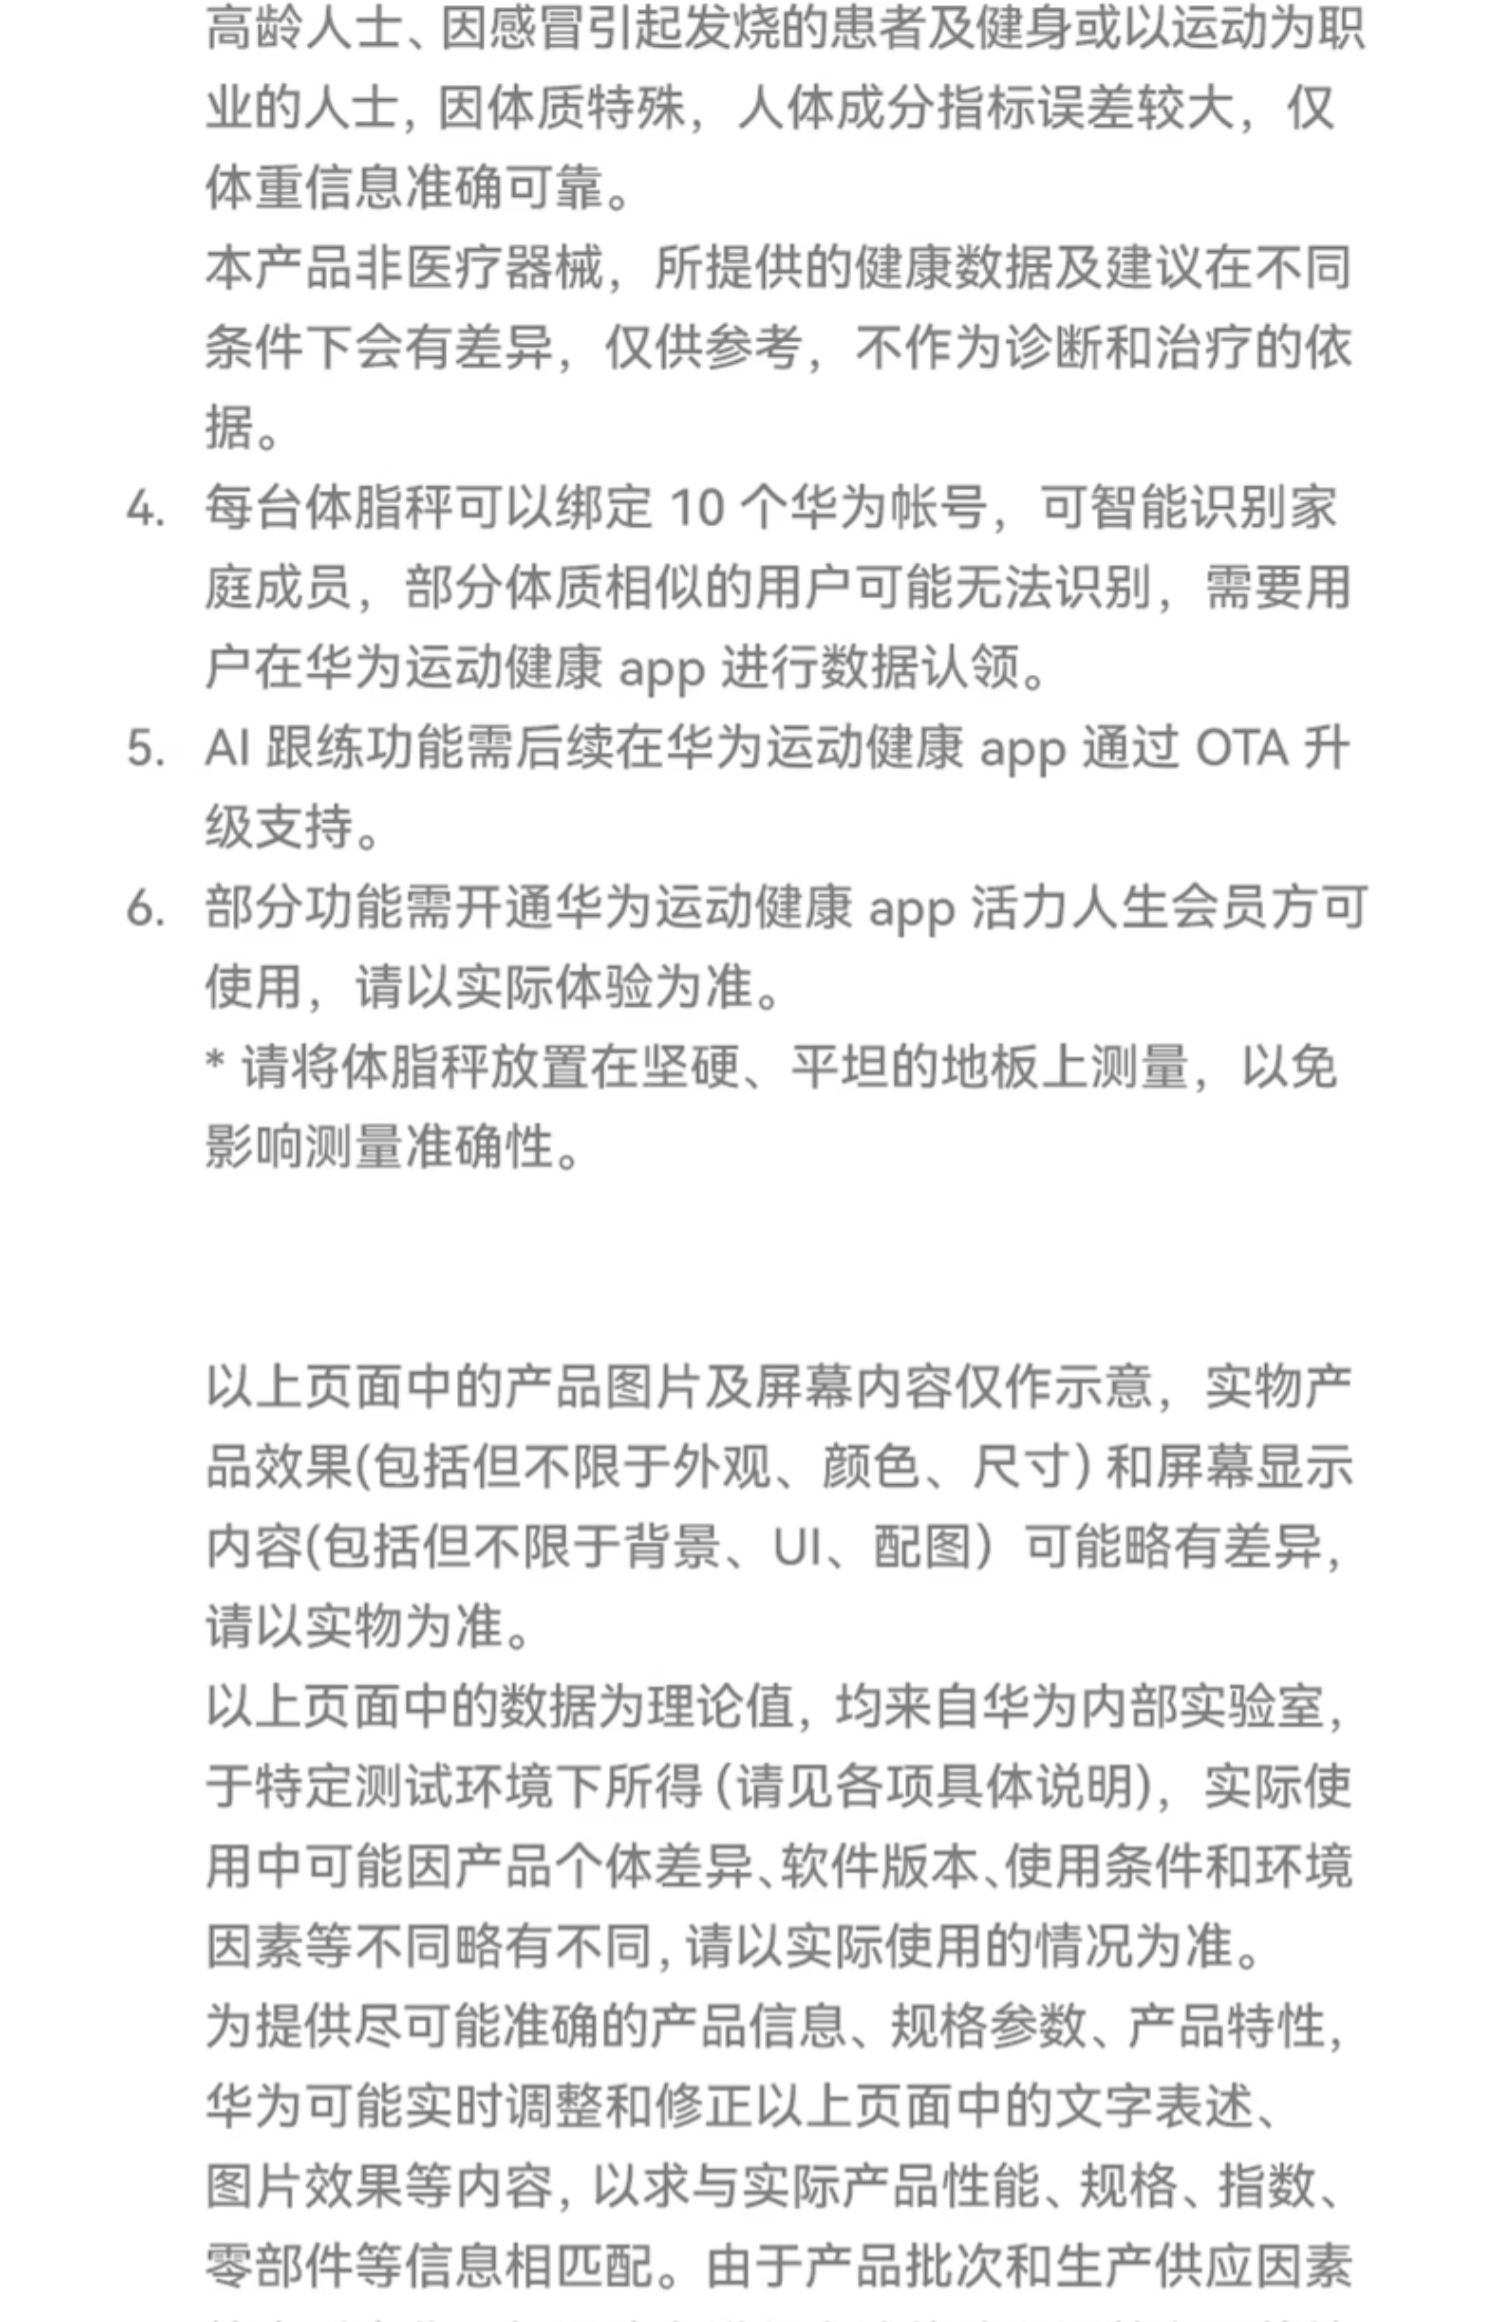 高龄人士、因感冒引起发烧的患者及健身或以运动为职
业的人士, 因体质特殊，人体成分指标误差较大，仅
体重信息准确可靠。
本产品非医疗器械，所提供的健康数据及建议在不同
条件下会有差异，仅供参考，不作为诊断和治疗的依
据。
4. 每台体脂秤可以绑定 10 个华为帐号，可智能识别家
庭成员，部分体质相似的用户可能无法识别，需要用
户在华为运动健康 app 进行数据认领。
5. AI 跟练功能需后续在华为运动健康 app 通过 OTA 升
级支持。
6. 部分功能需开通华为运动健康 app 活力人生会员方可
使用，请以实际体验为准。
* 请将体脂秤放置在坚硬、平坦的地板上测量，以免
影响测量准确性。
以上页面中的产品图片及屏幕内容仅作示意，实物产
品效果(包括但不限于外观、颜色、尺寸) 和屏幕显示
内容(包括但不限于背景、UI、配图）可能略有差异，
请以实物为准。
以上页面中的数据为理论值, 均来自华为内部实验室，
于特定测试环境下所得 (请见各项具体说明)，实际使
用中可能因产品个体差异、软件版本、使用条件和环境
因素等不同略有不同, 请以实际使用的情况为准。
为提供尽可能准确的产品信息、规格参数、产品特性，
华为可能实时调整和修正以上页面中的文字表述、
图片效果等内容, 以求与实际产品性能、规格、指数、
零部件等信息相匹配。由于产品批次和生产供应因素